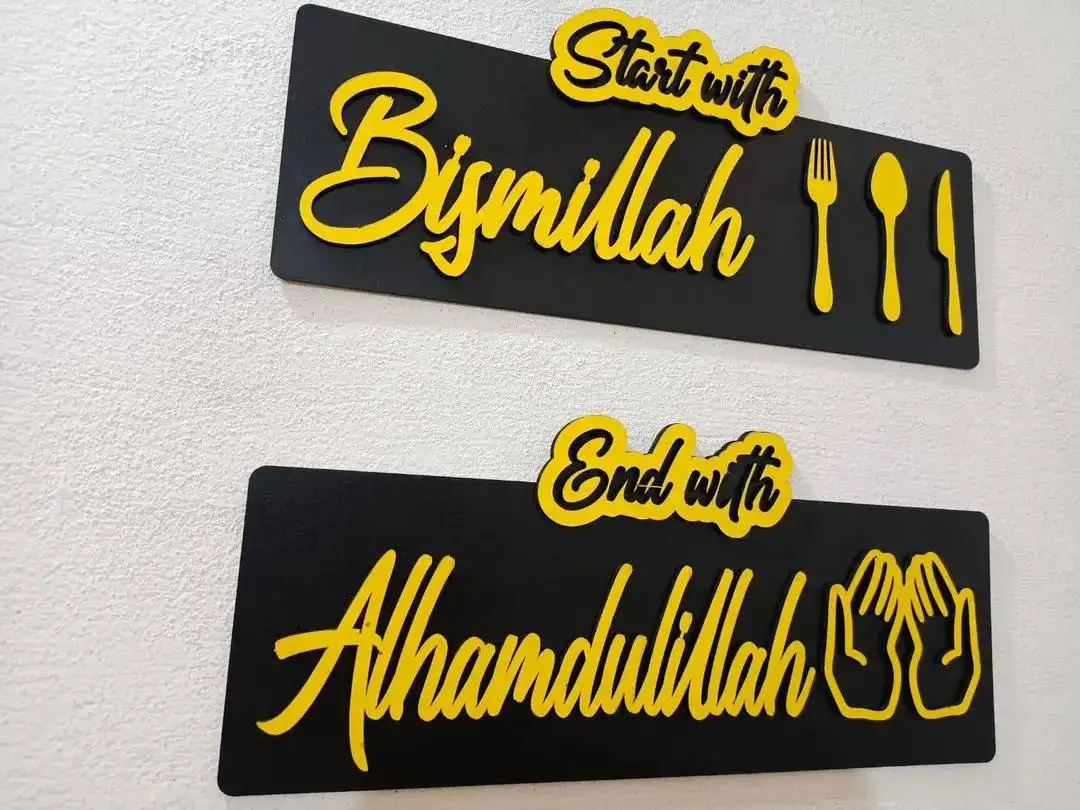 Start with
Bismillah
End with
Alhamdulillah